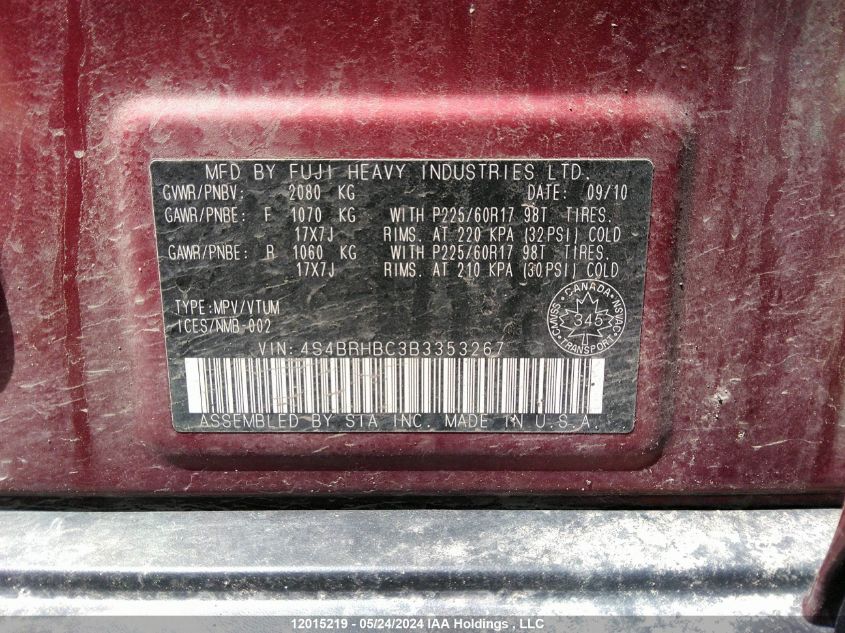 MFD BY FUJI HEAVY INDUSTRIES LTD.
GVWR/PNBV: 2080 KG DATE: 09/10
GAWR/PNBE: F 1070 KG WITH P225/60R17 98T TIRES.
17X7J RIMS. AT 220 KPA (32PSI) COLD
GAWR/PNBE: R 1060 KG WITH P225/60R17 98T TIRES.
17X7J RIMS. AT 210 KPA (30PSI) COLD
TYPE:MPV/VTUM
ICES/NMB-002
CANADA
CMVSS NSVAC
345
TRANSPORT
VIN: 4S4BRHBC3B3353267
ASSEMBLED BY SIA INC. MADE IN U.S.A.
12015219 - 05/24/2024 IAA Holdings , LLC/